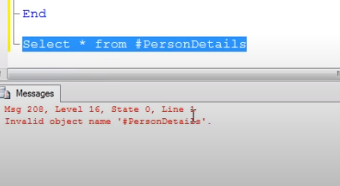 End
Select * from #PersonDetails
Messages
Msg 208, Level 16, State 0, Line 1
Invalid object name '#PersonDetails'.